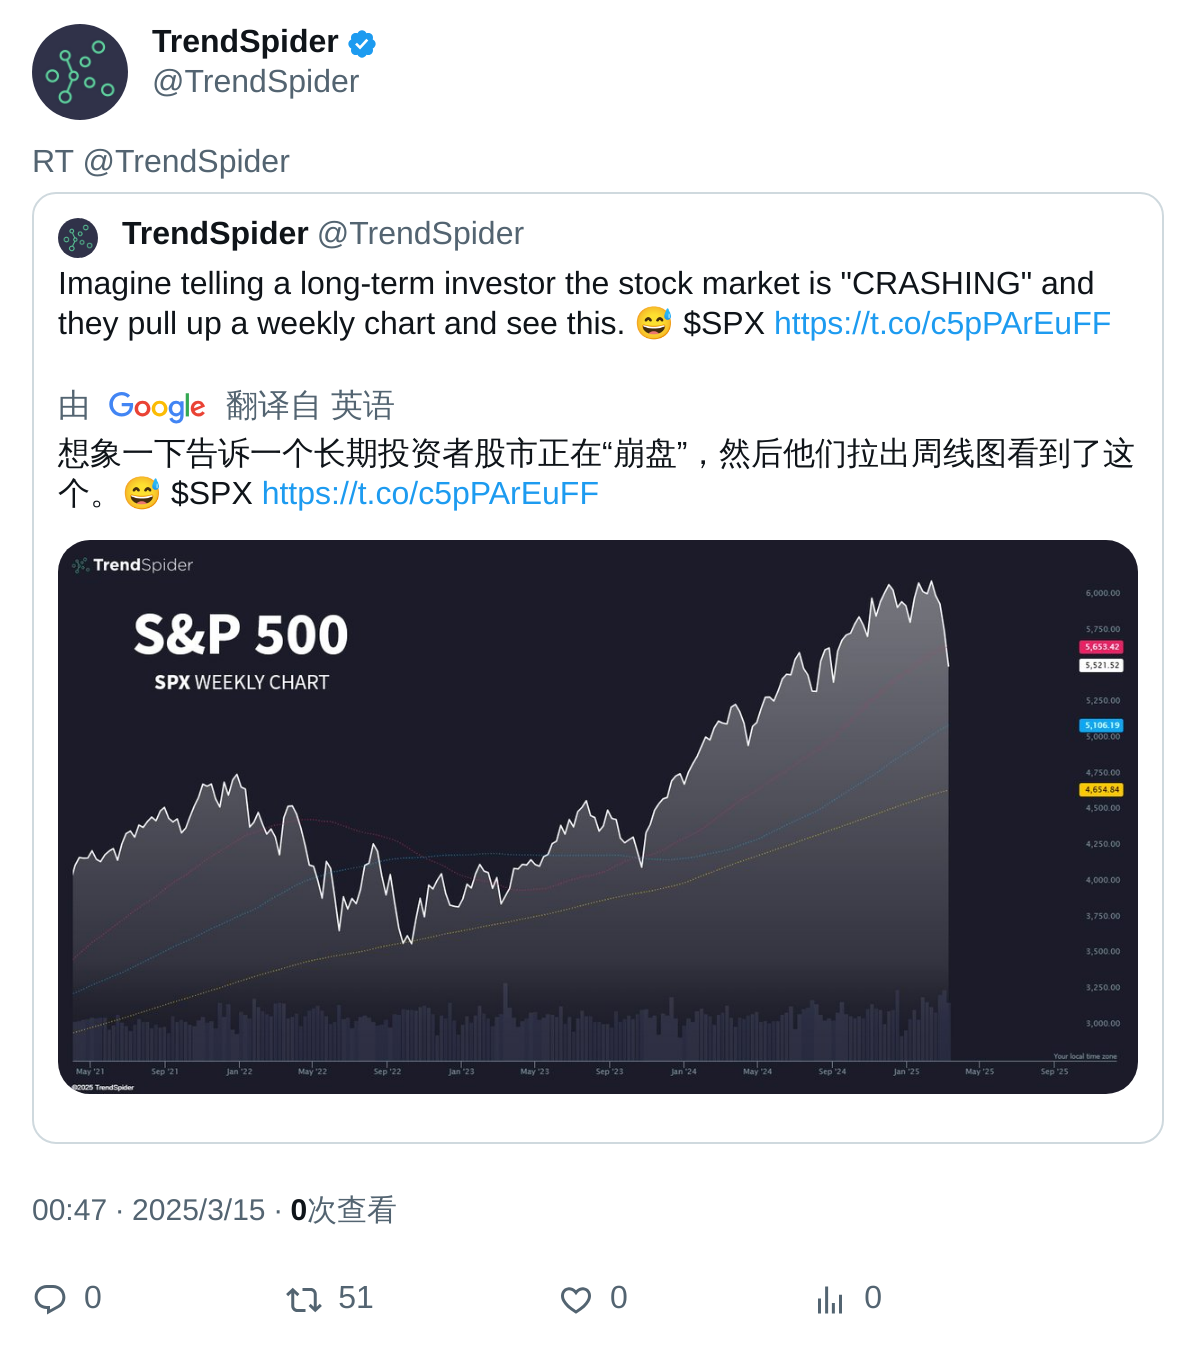 TrendSpider
@TrendSpider
RT @TrendSpider
TrendSpider @TrendSpider
Imagine telling a long-term investor the stock market is "CRASHING" and
they pull up a weekly chart and see this. 😅 $SPX https://t.co/c5pPArEuFF
由 Google 翻译自 英语
想象一下告诉一个长期投资者股市正在“崩盘”，然后他们拉出周线图看到了这
个。😅 $SPX https://t.co/c5pPArEuFF
TrendSpider
S&P 500
SPX WEEKLY CHART
6,000.00
5,750.00
5,653.42
5,521.52
5,250.00
5,106.19
5,000.00
4,750.00
4,654.84
4,500.00
4,250.00
4,000.00
3,750.00
3,500.00
3,250.00
3,000.00
Your local time zone
May '21 Sep '21 Jan '22 May '22 Sep '22 Jan '23 May '23 Sep '23 Jan '24 May '24 Sep '24 Jan '25 May '25 Sep '25
©2025 TrendSpider
00:47 · 2025/3/15 · 0次查看
0 51 0 0